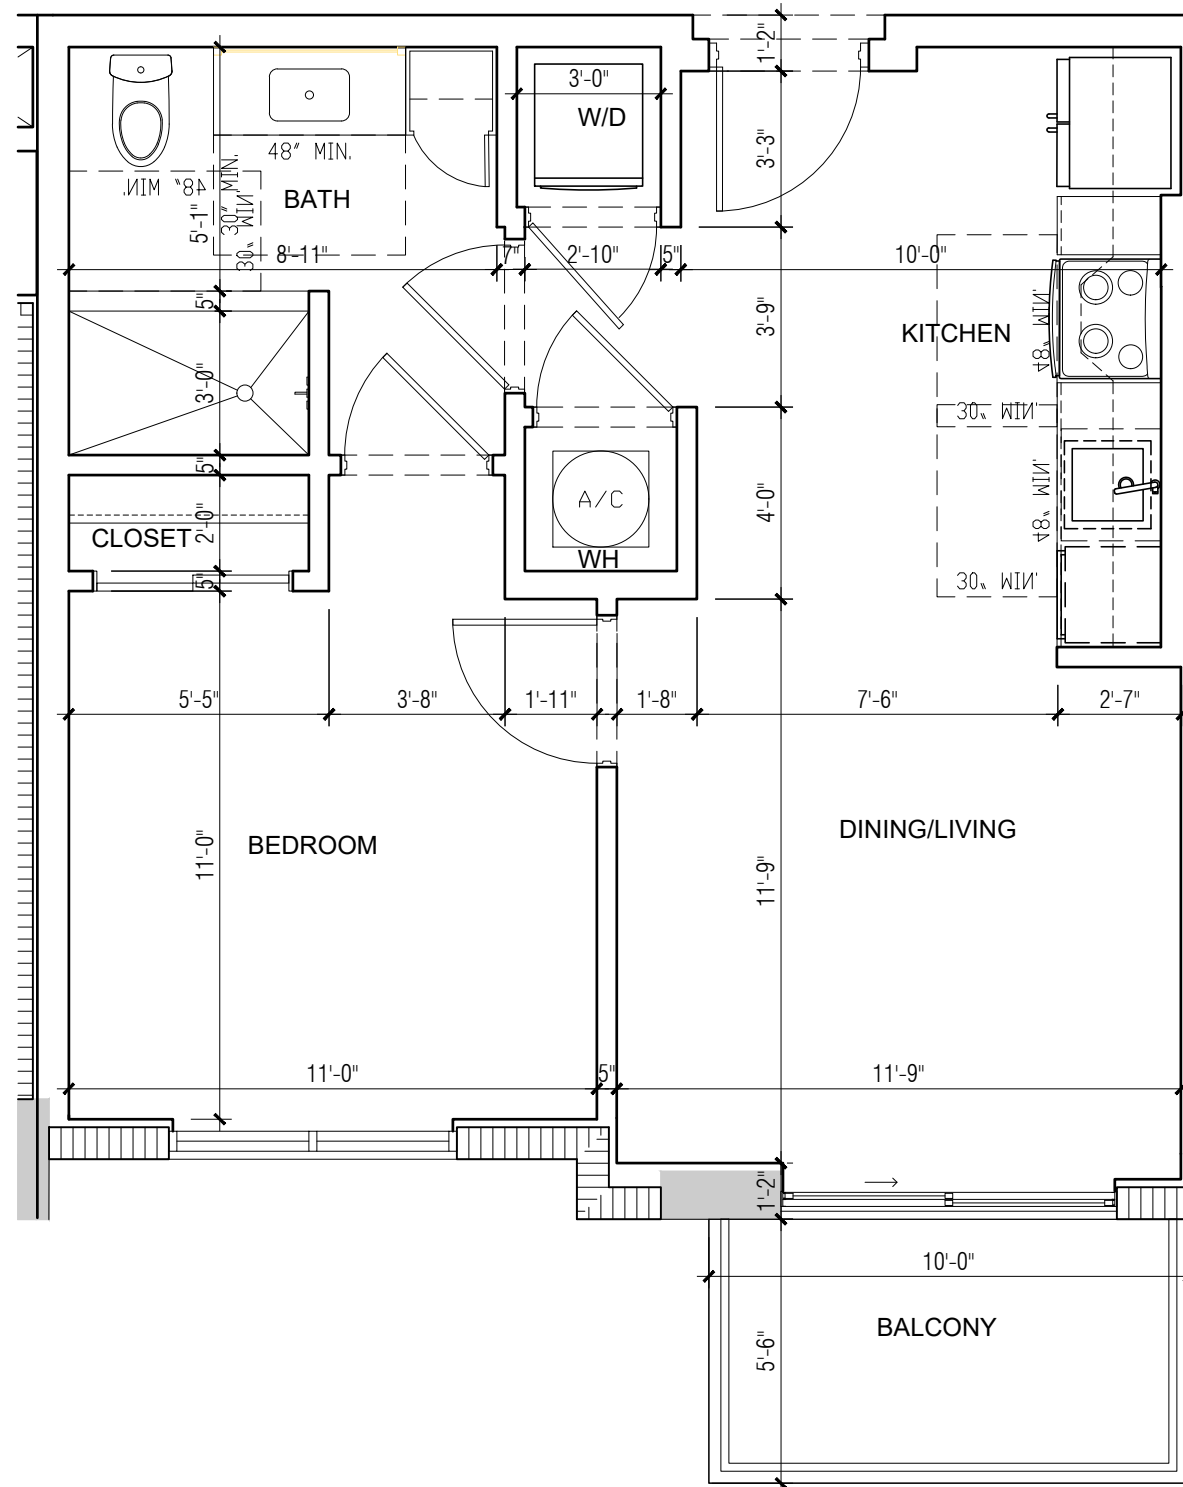 1'-2"
3'-0"
W/D
3'-3"
48" MIN.
48" MIN.
30" MIN.
30" MIN.
BATH
5'-1"
8'-11"
7"
2'-10"
5"
10'-0"
5"
3'-9"
KITCHEN
48" MIN.
3'-0"
30" MIN.
5"
A/C
4'-0"
48" MIN.
CLOSET
2'-0"
WH
5"
30" MIN.
5'-5"
3'-8"
1'-11"
1'-8"
7'-6"
2'-7"
DINING/LIVING
BEDROOM
11'-0"
11'-9"
11'-0"
5"
11'-9"
1'-2"
10'-0"
BALCONY
5'-6"